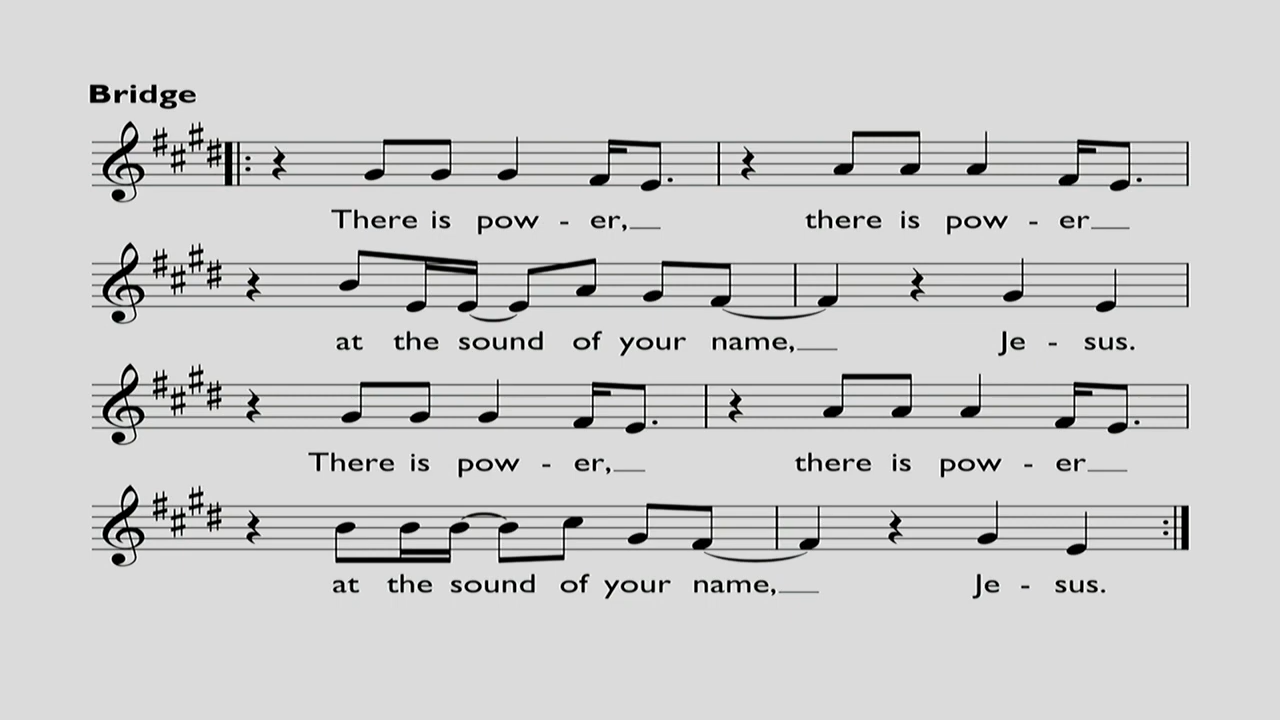 Bridge
There is pow - er, there is pow - er
at the sound of your name, Je - sus.
There is pow - er, there is pow - er
at the sound of your name, Je - sus.